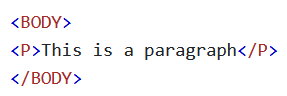 <BODY>
<P>This is a paragraph</P>
</BODY>